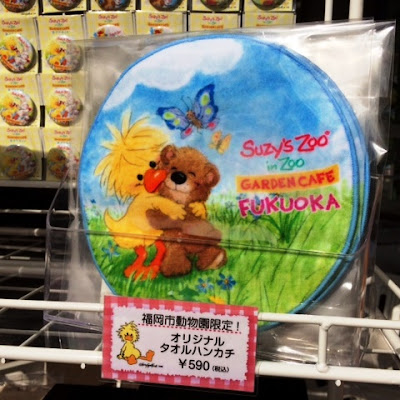 SUZY'S ZOO®
in ZOO
GARDEN CAFE
FUKUOKA
福岡市動物園限定！
オリジナル
タオルハンカチ
￥590(税込)